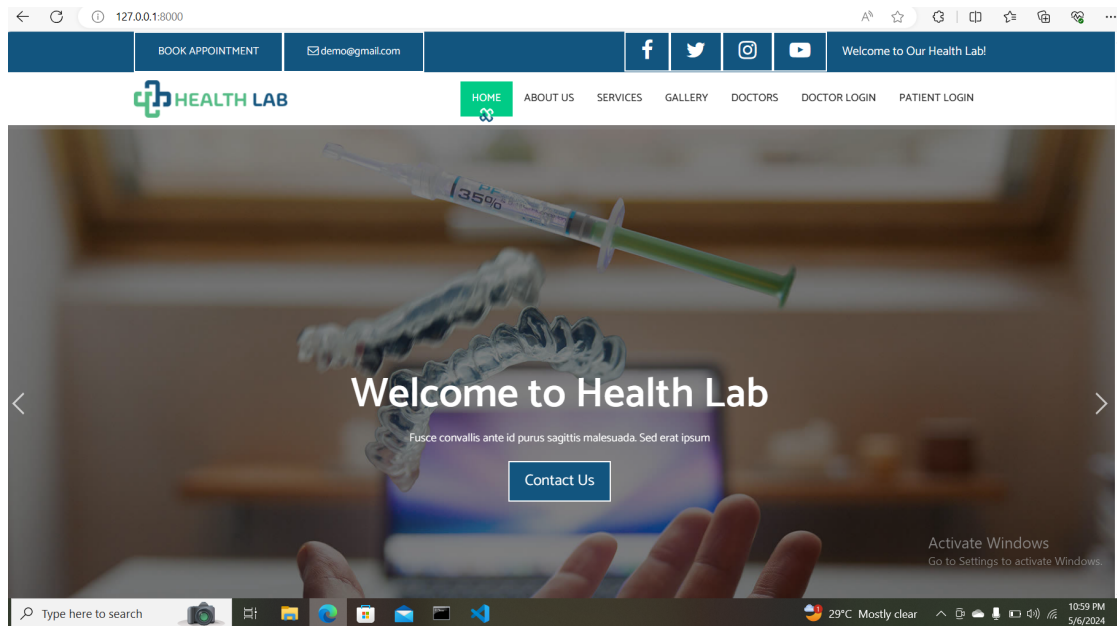 127.0.0.1:8000
BOOK APPOINTMENT
demo@gmail.com
Welcome to Our Health Lab!
HEALTH LAB
HOME ABOUT US SERVICES GALLERY DOCTORS DOCTOR LOGIN PATIENT LOGIN
35%
Welcome to Health Lab
Fusce convallis ante id purus sagittis malesuada. Sed erat ipsum
Contact Us
Activate Windows
Go to Settings to activate Windows.
Type here to search
29°C Mostly clear
10:59 PM
5/6/2024